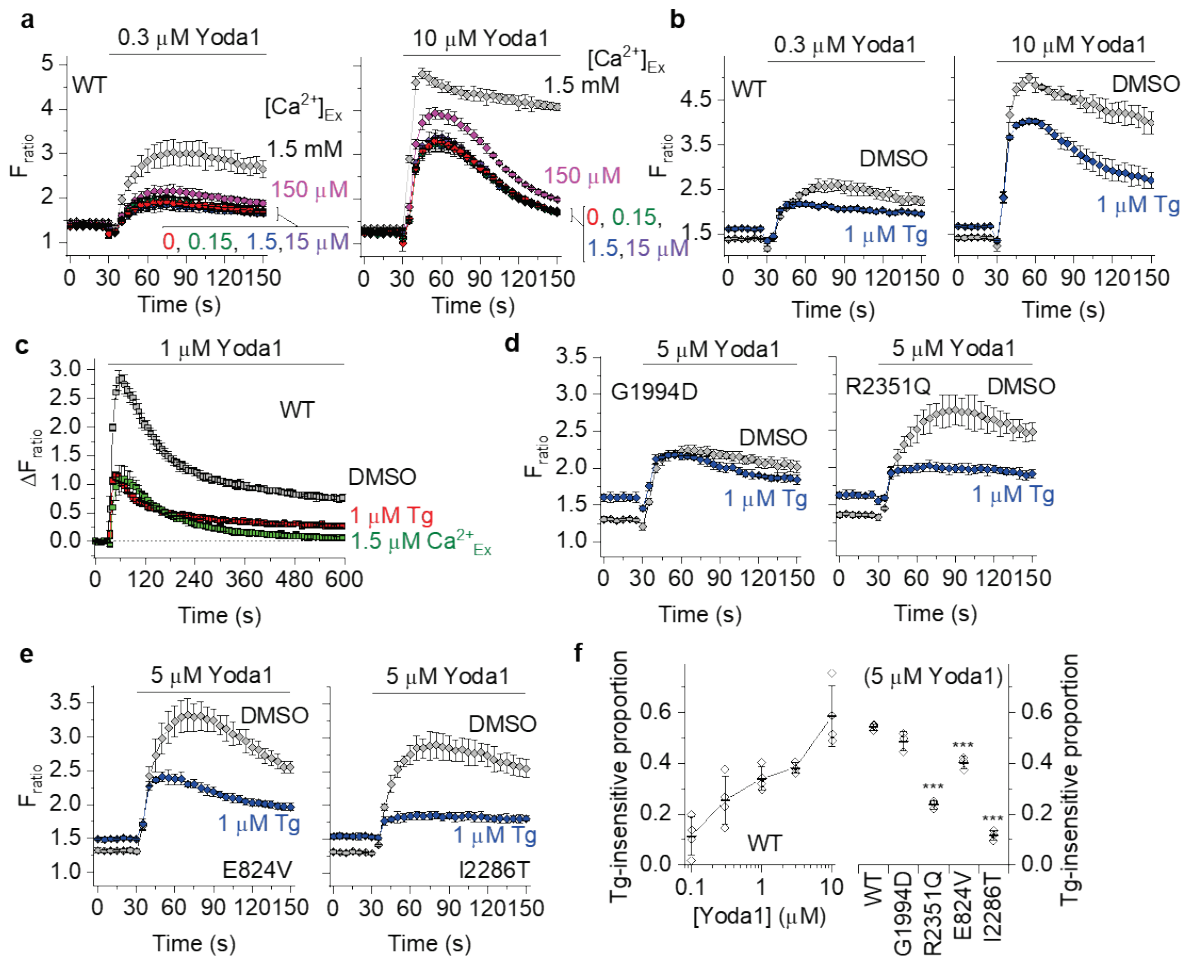 a
0.3 µM Yoda1
10 µM Yoda1
WT
[Ca²⁺]Ex
1.5 mM
150 µM
0, 0.15, 1.5,15 µM
[Ca²⁺]Ex
1.5 mM
150 µM
0, 0.15,
1.5,15 µM
Fratio
5
4
3
2
1
0 30 60 90 120150
0 30 60 90 120150
Time (s)
Time (s)
b
0.3 µM Yoda1
10 µM Yoda1
WT
DMSO
1 µM Tg
DMSO
1 µM Tg
Fratio
4.5
3.5
2.5
1.5
0 30 60 90 120150
0 30 60 90 120150
Time (s)
Time (s)
c
1 µM Yoda1
WT
DMSO
1 µM Tg
1.5 µM Ca²⁺Ex
ΔFratio
3.0
2.5
2.0
1.5
1.0
0.5
0.0
0 120 240 360 480 600
Time (s)
d
5 µM Yoda1
5 µM Yoda1
G1994D
R2351Q
DMSO
1 µM Tg
DMSO
1 µM Tg
Fratio
3.5
3.0
2.5
2.0
1.5
1.0
0 30 60 90 120150
0 30 60 90 120150
Time (s)
Time (s)
e
5 µM Yoda1
5 µM Yoda1
DMSO
1 µM Tg
E824V
DMSO
1 µM Tg
I2286T
Fratio
3.5
3.0
2.5
2.0
1.5
1.0
0 30 60 90 120150
0 30 60 90 120150
Time (s)
Time (s)
f
Tg-insensitive proportion
0.6
0.4
0.2
0.0
WT
0.1 1 10
[Yoda1] (µM)
(5 µM Yoda1)
***
***
***
WT
G1994D
R2351Q
E824V
I2286T
0.6
0.4
0.2
0.0
Tg-insensitive proportion